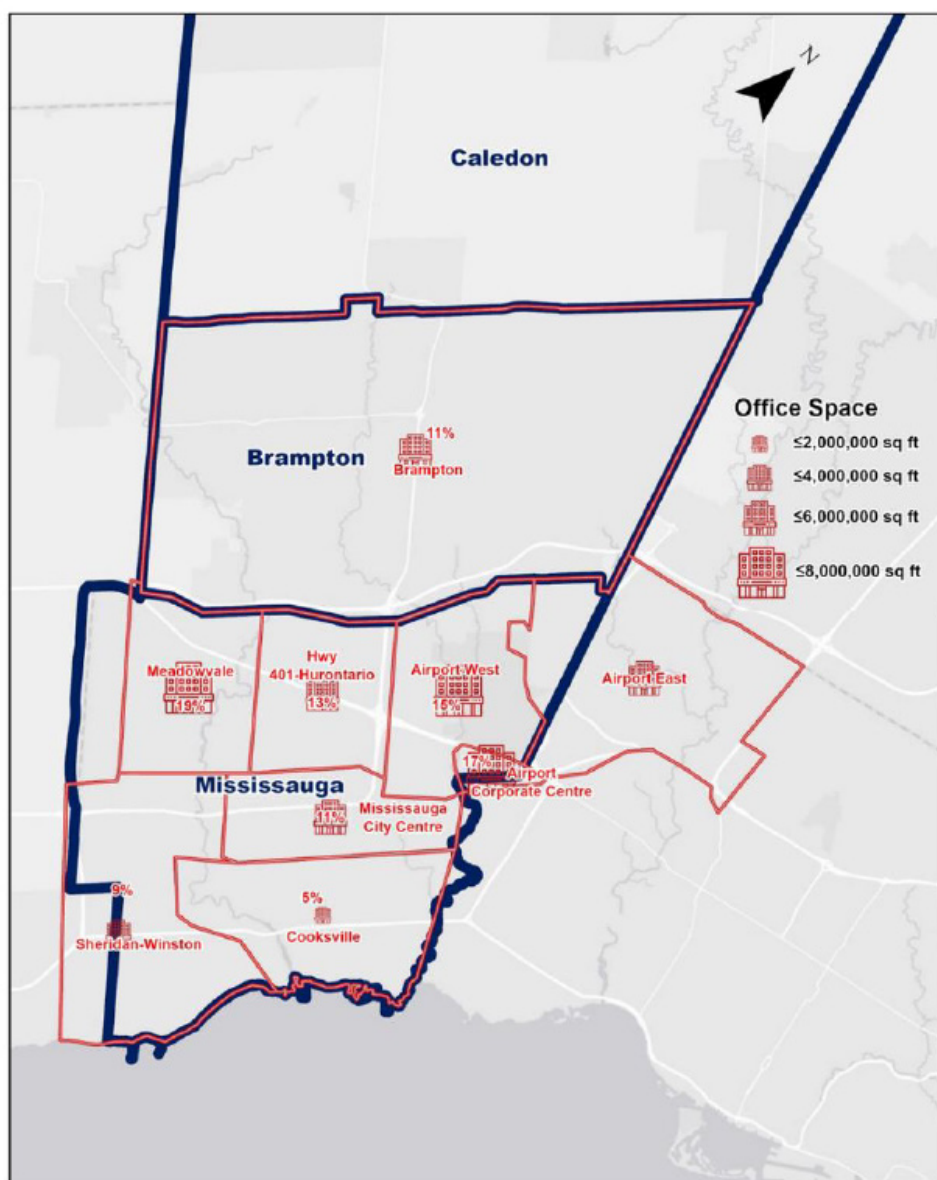 N
Caledon
Office Space
≤2,000,000 sq ft
≤4,000,000 sq ft
≤6,000,000 sq ft
≤8,000,000 sq ft
11%
Brampton
Brampton
Meadowvale
19%
Hwy
401-Hurontario
13%
Airport West
15%
Airport East
17%
Airport
Corporate Centre
Mississauga
11%
Mississauga
City Centre
9%
Sheridan-Winston
5%
Cooksville